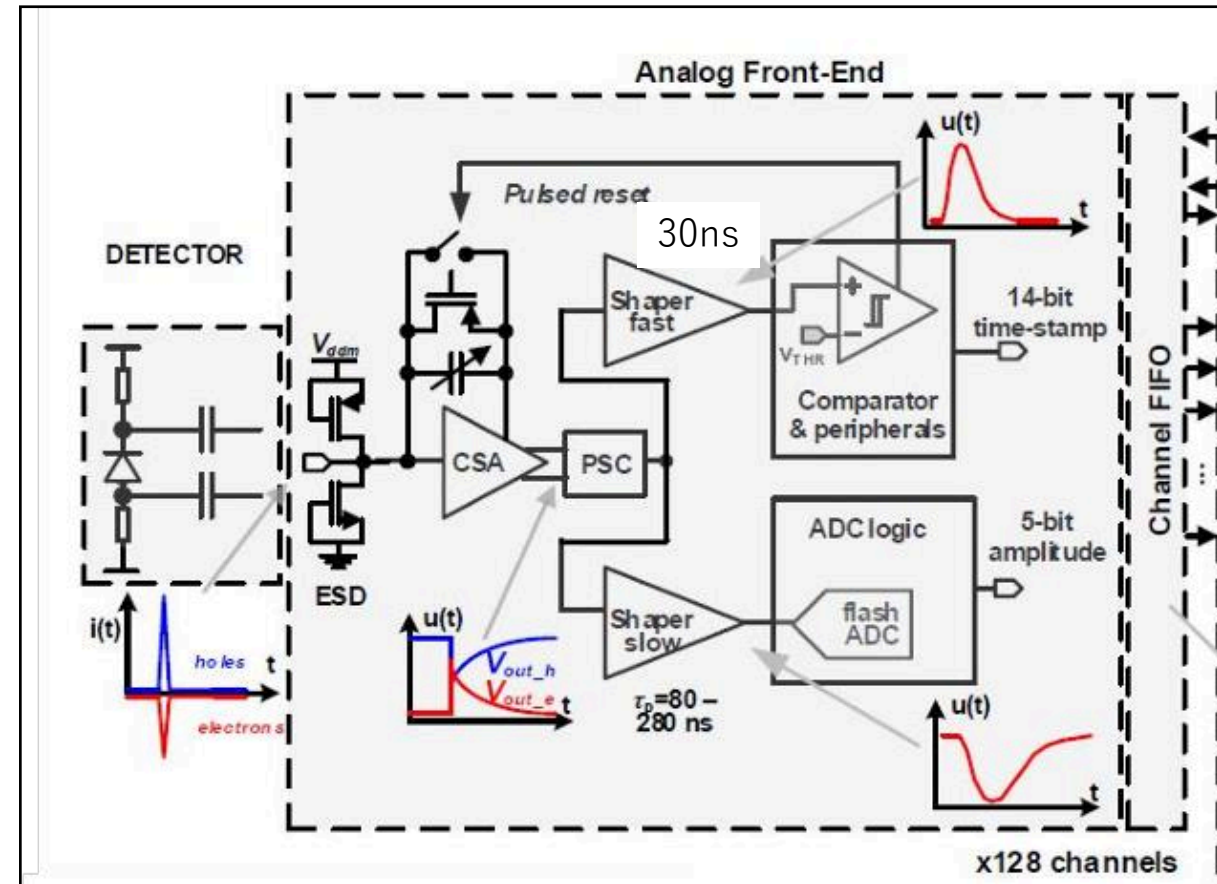 Analog Front-End
u(t)
t
Pulsed reset
30ns
DETECTOR
Shaper
fast
14-bit
time-stamp
Vddm
VTHR
Comparator
& peripherals
CSA
PSC
Channel FIFO
...
ADC logic
5-bit
amplitude
ESD
flash
ADC
Shaper
slow
i(t)
holes
t
electrons
u(t)
Vout_h
Vout_e
t
τp=80 –
280 ns
u(t)
t
x128 channels